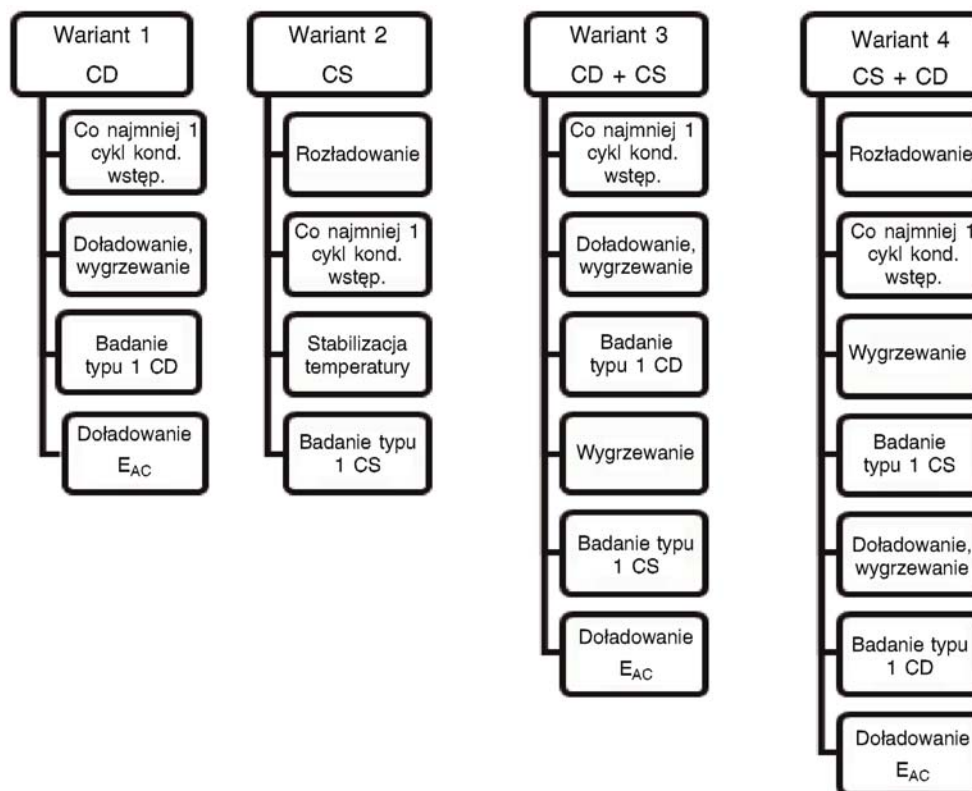 Wariant 1
CD
Co najmniej 1
cykl kond.
wstęp.
Doładowanie,
wygrzewanie
Badanie
typu 1 CD
Doładowanie
EAC
Wariant 2
CS
Rozładowanie
Co najmniej 1
cykl kond.
wstęp.
Stabilizacja
temperatury
Badanie typu
1 CS
Wariant 3
CD + CS
Co najmniej 1
cykl kond.
wstęp.
Doładowanie,
wygrzewanie
Badanie
typu 1 CD
Wygrzewanie
Badanie typu
1 CS
Doładowanie
EAC
Wariant 4
CS + CD
Rozładowanie
Co najmniej 1
cykl kond.
wstęp.
Wygrzewanie
Badanie
typu 1 CS
Doładowanie,
wygrzewanie
Badanie typu
1 CD
Doładowanie
EAC